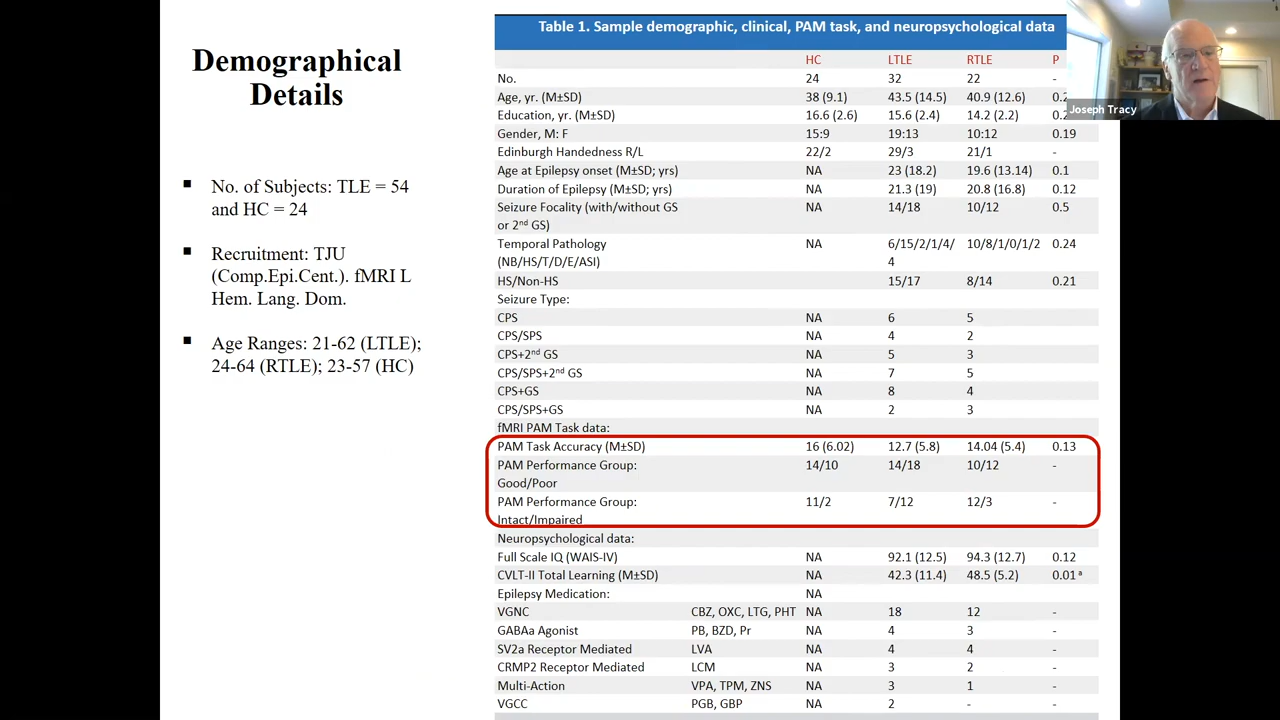 Demographical
Details
▪ No. of Subjects: TLE = 54
and HC = 24
▪ Recruitment: TJU
(Comp.Epi.Cent.). fMRI L
Hem. Lang. Dom.
▪ Age Ranges: 21-62 (LTLE);
24-64 (RTLE); 23-57 (HC)
Table 1. Sample demographic, clinical, PAM task, and neuropsychological data
HC LTLE RTLE P
No. 24 32 22 -
Age, yr. (M±SD) 38 (9.1) 43.5 (14.5) 40.9 (12.6)
Education, yr. (M±SD) 16.6 (2.6) 15.6 (2.4) 14.2 (2.2)
Gender, M: F 15:9 19:13 10:12 0.19
Edinburgh Handedness R/L 22/2 29/3 21/1 -
Age at Epilepsy onset (M±SD; yrs) NA 23 (18.2) 19.6 (13.14) 0.1
Duration of Epilepsy (M±SD; yrs) NA 21.3 (19) 20.8 (16.8) 0.12
Seizure Focality (with/without GS NA 14/18 10/12 0.5
or 2nd GS)
Temporal Pathology NA 6/15/2/1/4/ 10/8/1/0/1/2 0.24
(NB/HS/T/D/E/ASI) 4
HS/Non-HS 15/17 8/14 0.21
Seizure Type:
CPS NA 6 5
CPS/SPS NA 4 2
CPS+2nd GS NA 5 3
CPS/SPS+2nd GS NA 7 5
CPS+GS NA 8 4
CPS/SPS+GS NA 2 3
fMRI PAM Task data:
PAM Task Accuracy (M±SD) 16 (6.02) 12.7 (5.8) 14.04 (5.4) 0.13
PAM Performance Group: 14/10 14/18 10/12 -
Good/Poor
PAM Performance Group: 11/2 7/12 12/3 -
Intact/Impaired
Neuropsychological data:
Full Scale IQ (WAIS-IV) NA 92.1 (12.5) 94.3 (12.7) 0.12
CVLT-II Total Learning (M±SD) NA 42.3 (11.4) 48.5 (5.2) 0.01 a
Epilepsy Medication: NA
VGNC CBZ, OXC, LTG, PHT NA 18 12 -
GABAa Agonist PB, BZD, Pr NA 4 3 -
SV2a Receptor Mediated LVA NA 4 4 -
CRMP2 Receptor Mediated LCM NA 3 2 -
Multi-Action VPA, TPM, ZNS NA 3 1 -
VGCC PGB, GBP NA 2 - -
Joseph Tracy